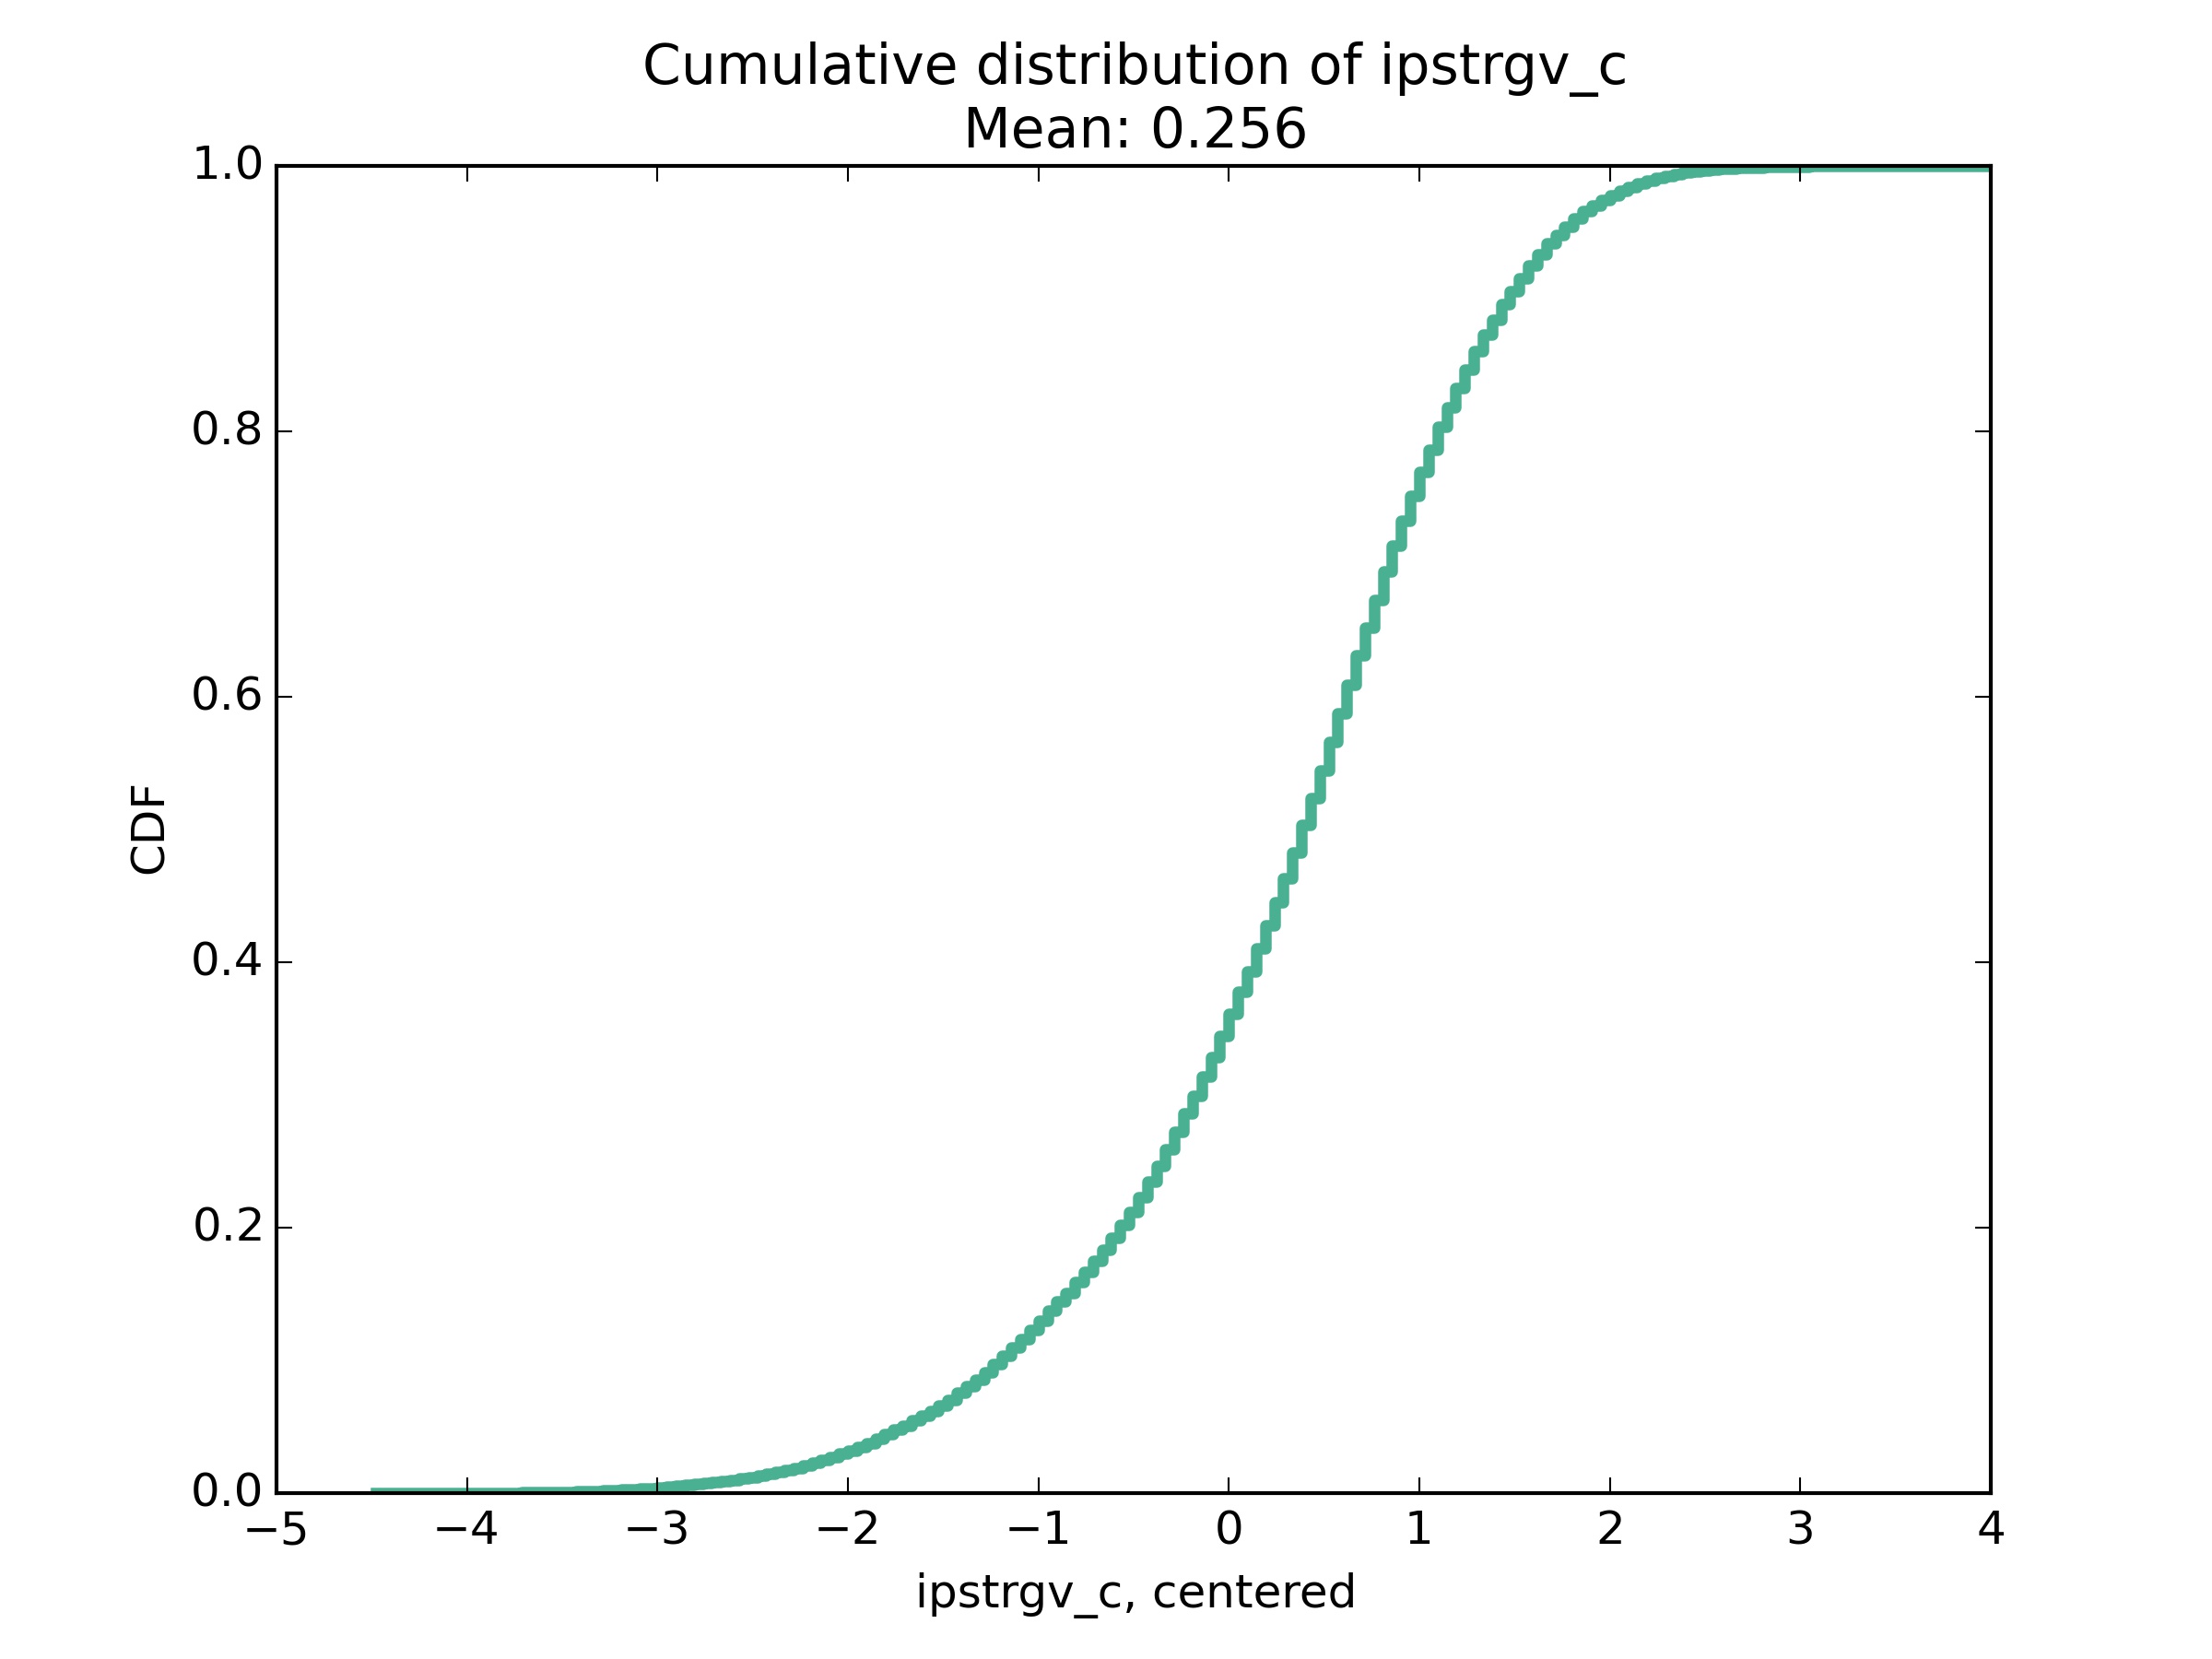 Cumulative distribution of ipstrgv_c
Mean: 0.256
1.0
0.8
0.6
0.4
0.2
0.0
CDF
−5 −4 −3 −2 −1 0 1 2 3 4
ipstrgv_c, centered